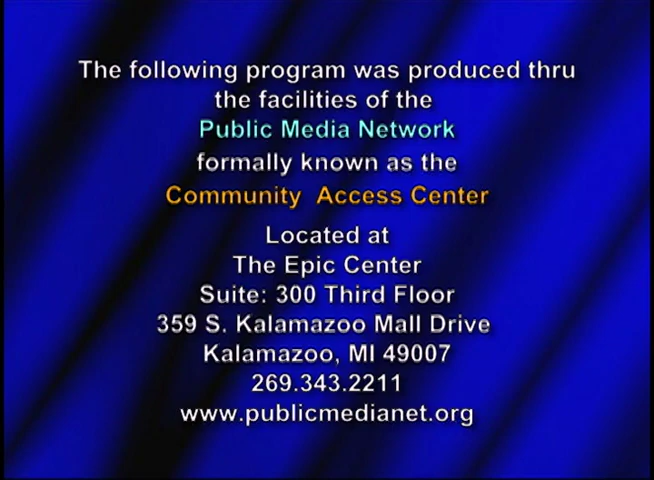 The following program was produced thru
the facilities of the
Public Media Network
formally known as the
Community Access Center
Located at
The Epic Center
Suite: 300 Third Floor
359 S. Kalamazoo Mall Drive
Kalamazoo, MI 49007
269.343.2211
www.publicmedianet.org